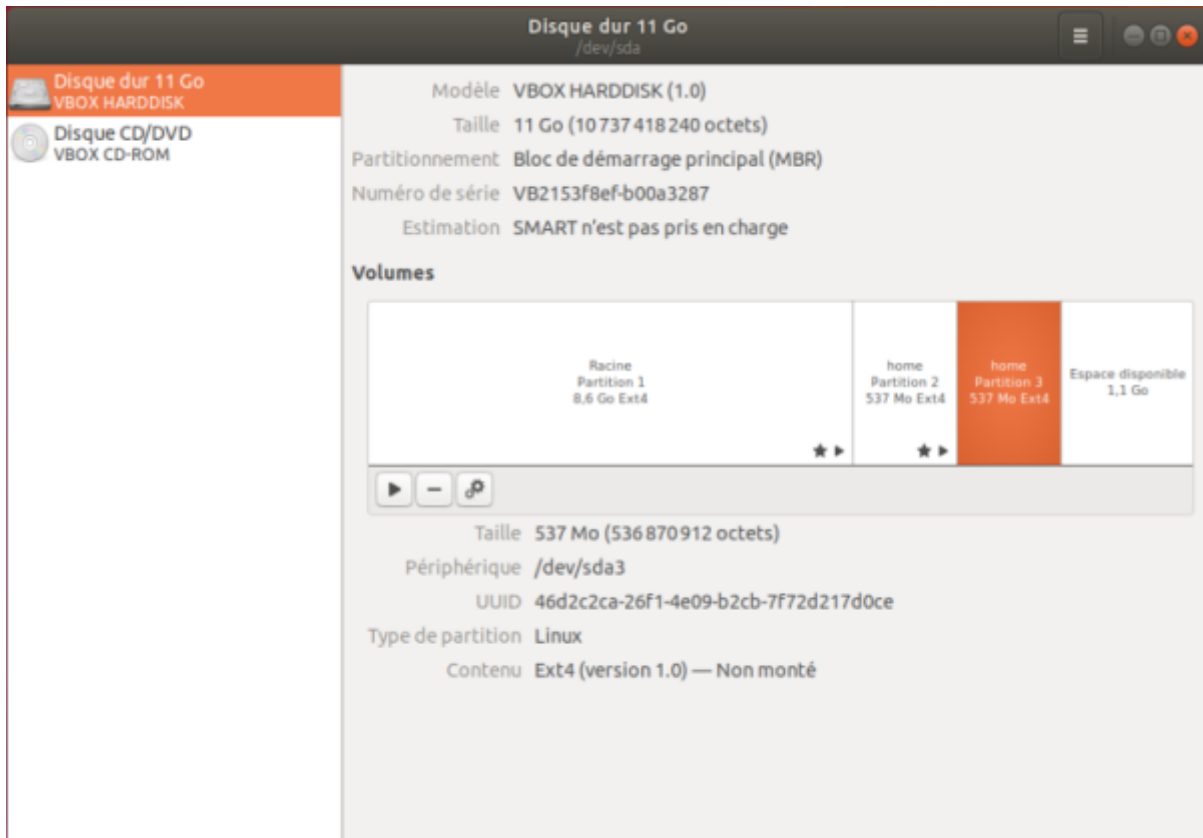 Disque dur 11 Go
/dev/sda
Disque dur 11 Go
VBOX HARDDISK
Disque CD/DVD
VBOX CD-ROM
Modèle VBOX HARDDISK (1.0)
Taille 11 Go (10 737 418 240 octets)
Partitionnement Bloc de démarrage principal (MBR)
Numéro de série VB2153f8ef-b00a3287
Estimation SMART n'est pas pris en charge
Volumes
Racine
Partition 1
8,6 Go Ext4
home
Partition 2
537 Mo Ext4
home
Partition 3
537 Mo Ext4
Espace disponible
1,1 Go
Taille 537 Mo (536 870 912 octets)
Périphérique /dev/sda3
UUID 46d2c2ca-26f1-4e09-b2cb-7f72d217d0ce
Type de partition Linux
Contenu Ext4 (version 1.0) — Non monté